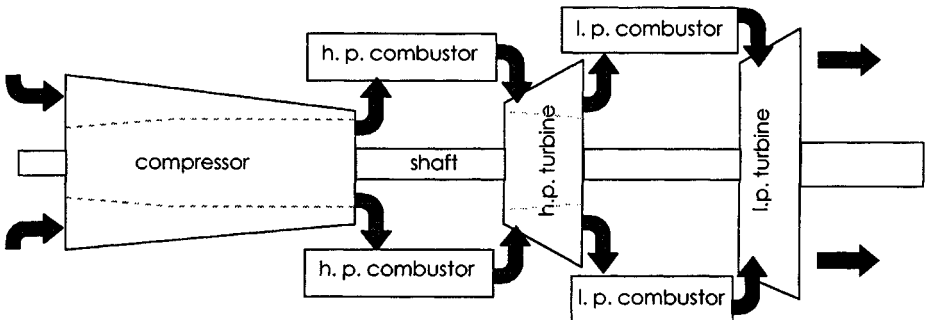 l. p. combustor
h. p. combustor
compressor
shaft
h.p. turbine
l.p. turbine
h. p. combustor
l. p. combustor